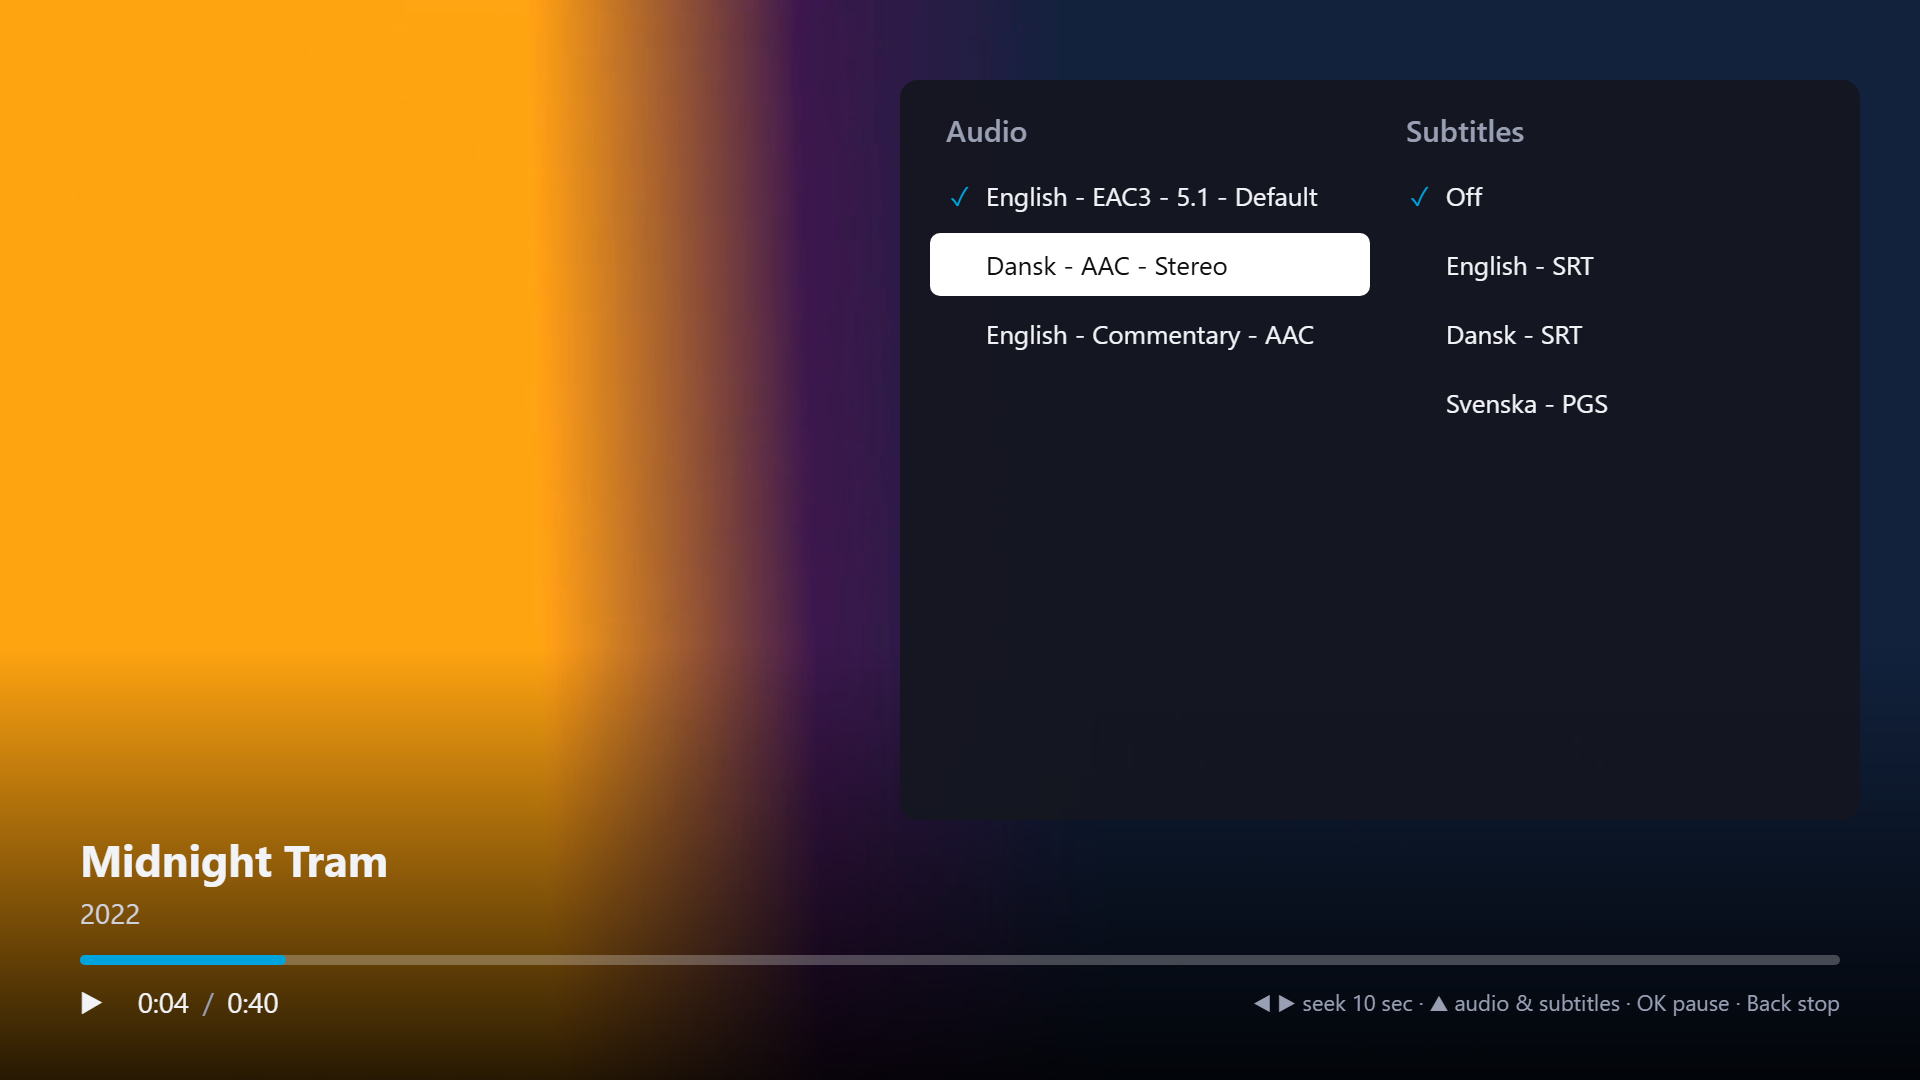 Audio
✓ English - EAC3 - 5.1 - Default
Dansk - AAC - Stereo
English - Commentary - AAC
Subtitles
✓ Off
English - SRT
Dansk - SRT
Svenska - PGS
Midnight Tram
2022
▶ 0:04 / 0:40
◀ ▶ seek 10 sec · ▲ audio & subtitles · OK pause · Back stop